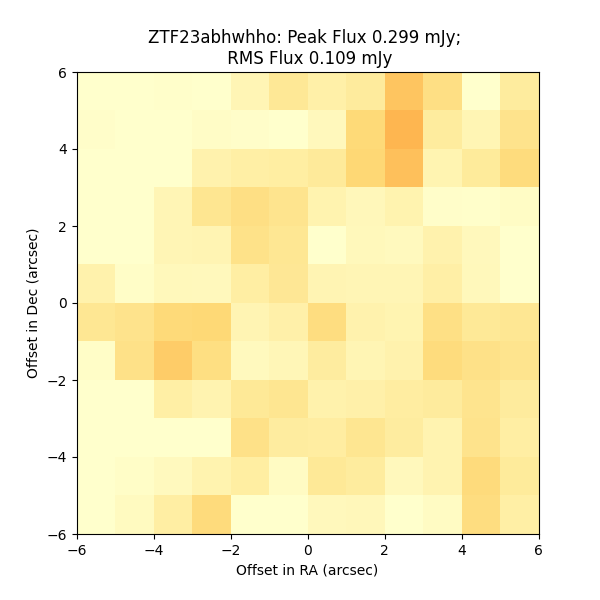 ZTF23abhwhho: Peak Flux 0.299 mJy;
RMS Flux 0.109 mJy
6
4
2
0
−2
−4
−6
Offset in Dec (arcsec)
−6 −4 −2 0 2 4 6
Offset in RA (arcsec)